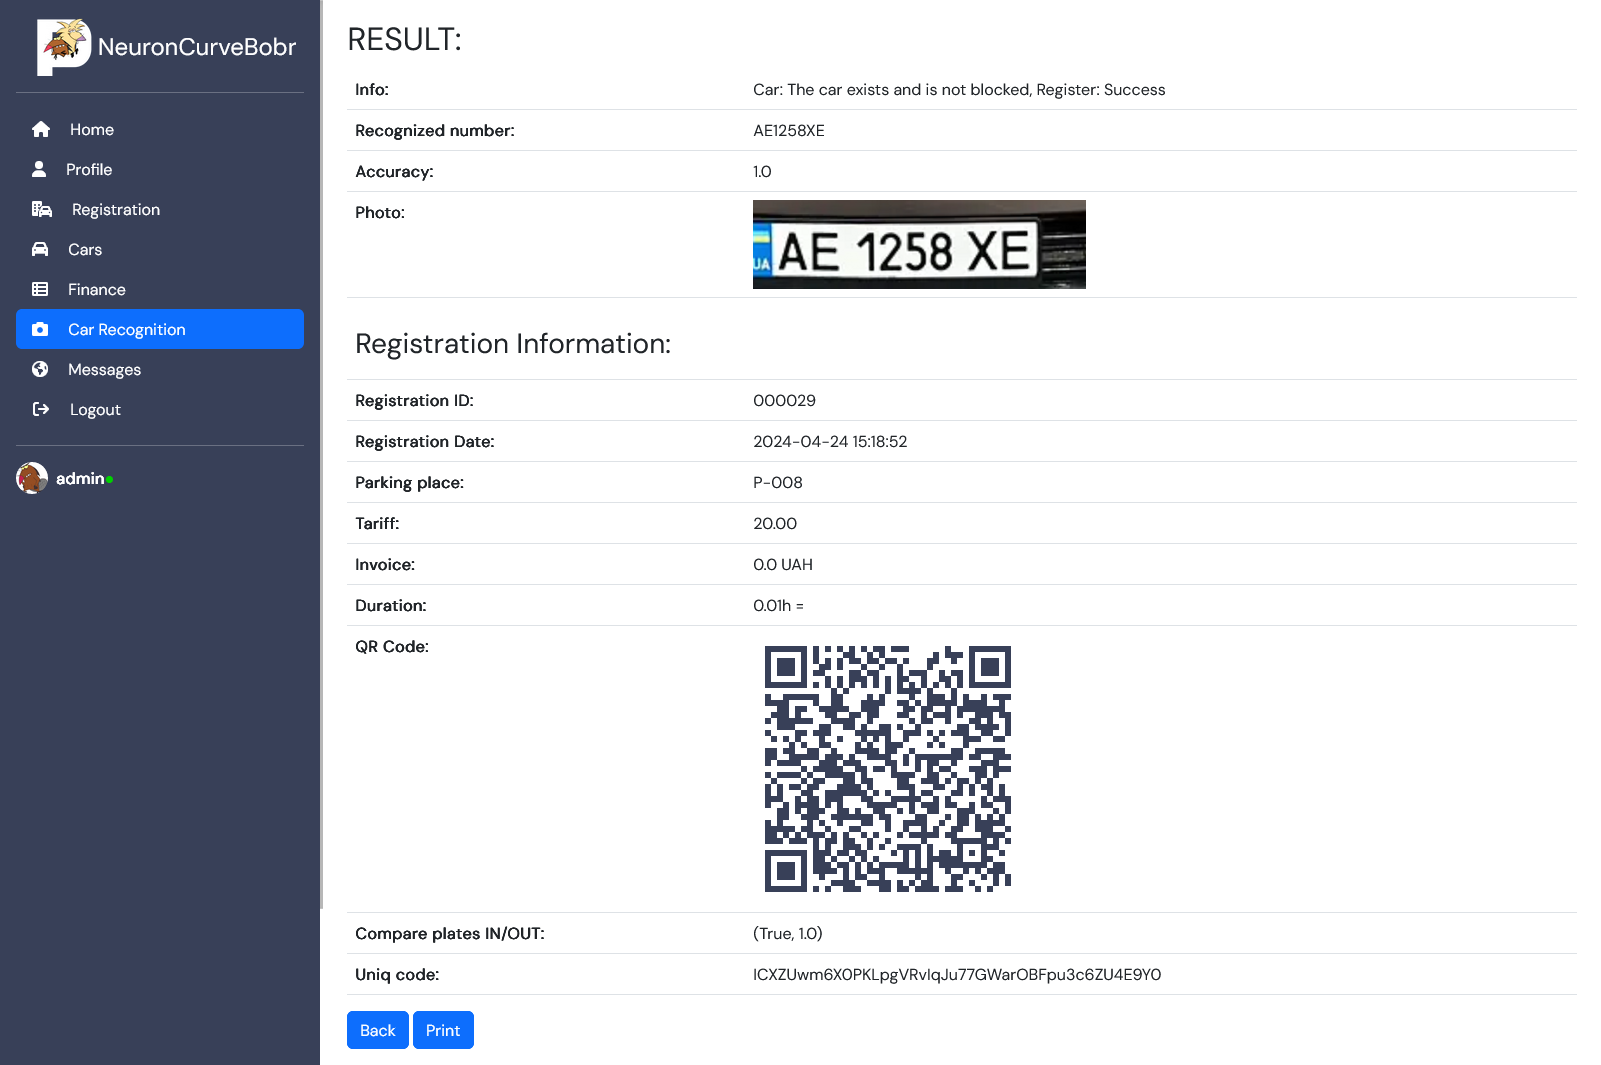 NeuronCurveBobr
Home
Profile
Registration
Cars
Finance
Car Recognition
Messages
Logout
admin
RESULT:
Info: Car: The car exists and is not blocked, Register: Success
Recognized number: AE1258XE
Accuracy: 1.0
Photo:
UA AE 1258 XE
Registration Information:
Registration ID: 000029
Registration Date: 2024-04-24 15:18:52
Parking place: P-008
Tariff: 20.00
Invoice: 0.0 UAH
Duration: 0.01h =
QR Code:
Compare plates IN/OUT: (True, 1.0)
Uniq code: ICXZUwm6X0PKLpgVRvIqJu77GWarOBFpu3c6ZU4E9Y0
Back Print